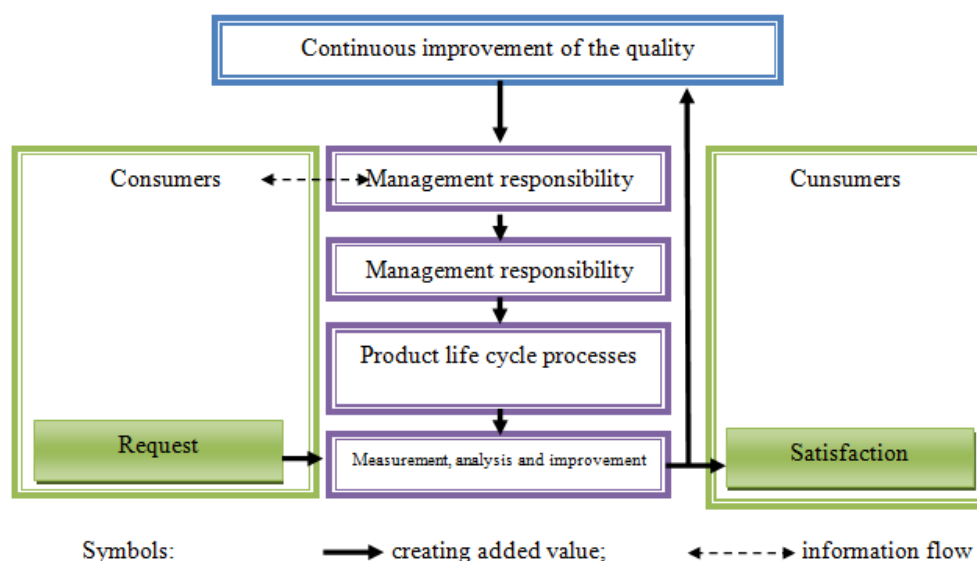 Continuous improvement of the quality
Consumers
Management responsibility
Cunsumers
Management responsibility
Product life cycle processes
Request
Measurement, analysis and improvement
Satisfaction
Symbols:
creating added value;
information flow